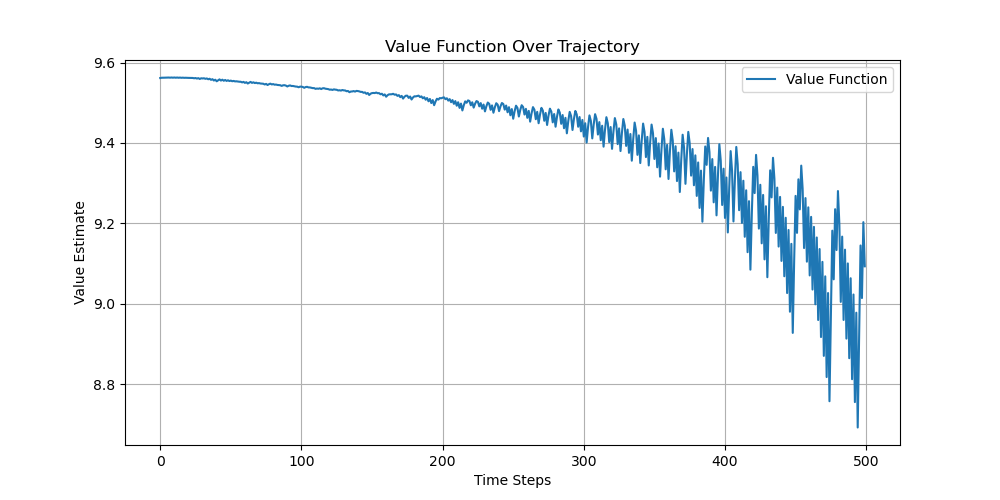 Value Function Over Trajectory
Value Function
9.6
9.4
9.2
9.0
8.8
Value Estimate
0 100 200 300 400 500
Time Steps